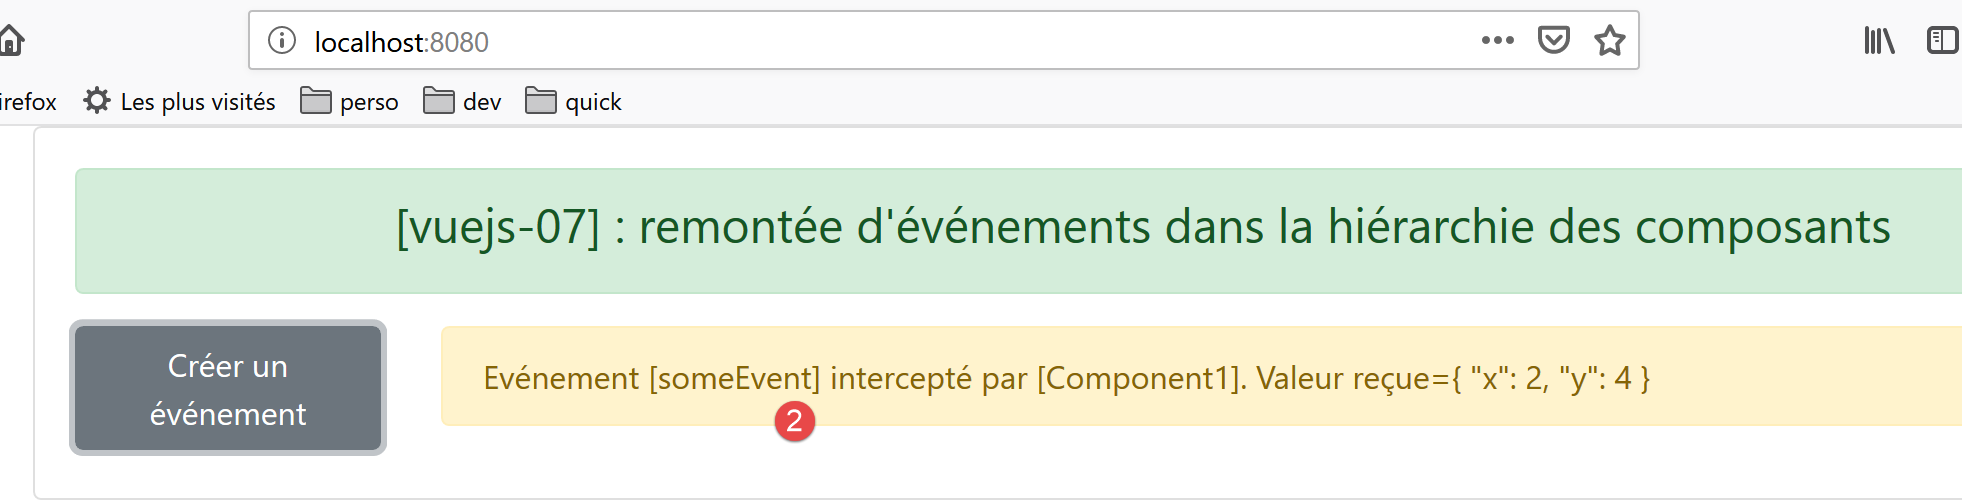 localhost:8080
irefox Les plus visités perso dev quick
[vuejs-07] : remontée d'événements dans la hiérarchie des composants
Créer un
événement
Evénement [someEvent] intercepté par [Component1]. Valeur reçue={ "x": 2, "y": 4 }
2